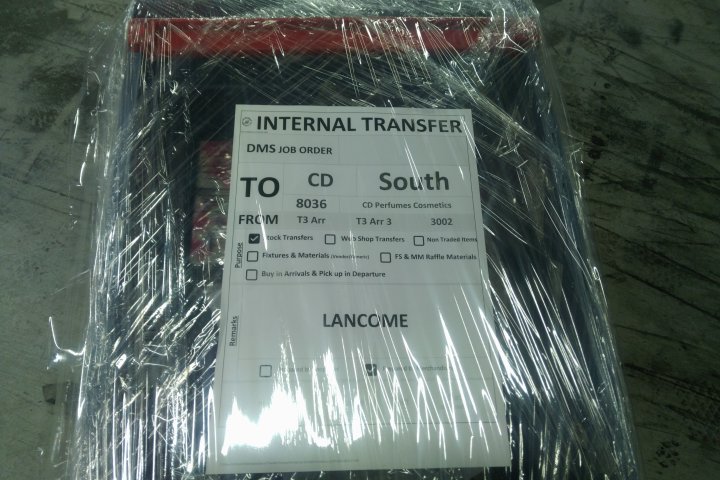 INTERNAL TRANSFER
DMS JOB ORDER
TO CD South
8036 CD Perfumes Cosmetics
FROM T3 Arr T3 Arr 3 3002
Purpose
Stock Transfers Web Shop Transfers Non Traded Items
Fixtures & Materials (Vendor/Generic) FS & MM Raffle Materials
Buy in Arrivals & Pick up in Departure
Remarks
LANCOME